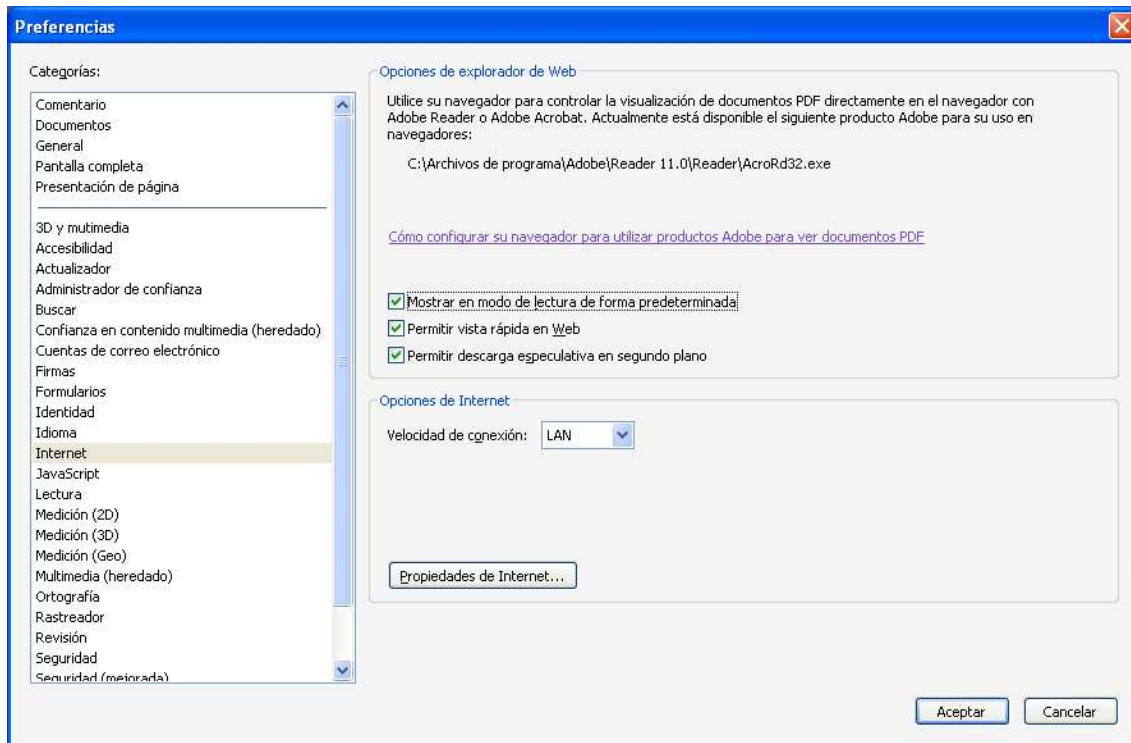 Preferencias
Categorías:
Comentario
Documentos
General
Pantalla completa
Presentación de página
3D y mutimedia
Accesibilidad
Actualizador
Administrador de confianza
Buscar
Confianza en contenido multimedia (heredado)
Cuentas de correo electrónico
Firmas
Formularios
Identidad
Idioma
Internet
JavaScript
Lectura
Medición (2D)
Medición (3D)
Medición (Geo)
Multimedia (heredado)
Ortografía
Rastreador
Revisión
Seguridad
Seguridad (mejorada)
Opciones de explorador de Web
Utilice su navegador para controlar la visualización de documentos PDF directamente en el navegador con
Adobe Reader o Adobe Acrobat. Actualmente está disponible el siguiente producto Adobe para su uso en
navegadores:
C:\Archivos de programa\Adobe\Reader 11.0\Reader\AcroRd32.exe
Cómo configurar su navegador para utilizar productos Adobe para ver documentos PDF
Mostrar en modo de lectura de forma predeterminada
Permitir vista rápida en Web
Permitir descarga especulativa en segundo plano
Opciones de Internet
Velocidad de conexión: LAN
Propiedades de Internet...
Aceptar Cancelar